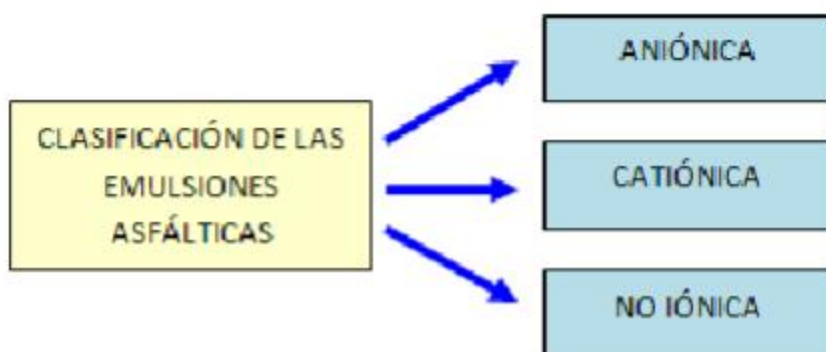 CLASIFICACIÓN DE LAS
EMULSIONES
ASFÁLTICAS
ANIÓNICA
CATIÓNICA
NO IÓNICA